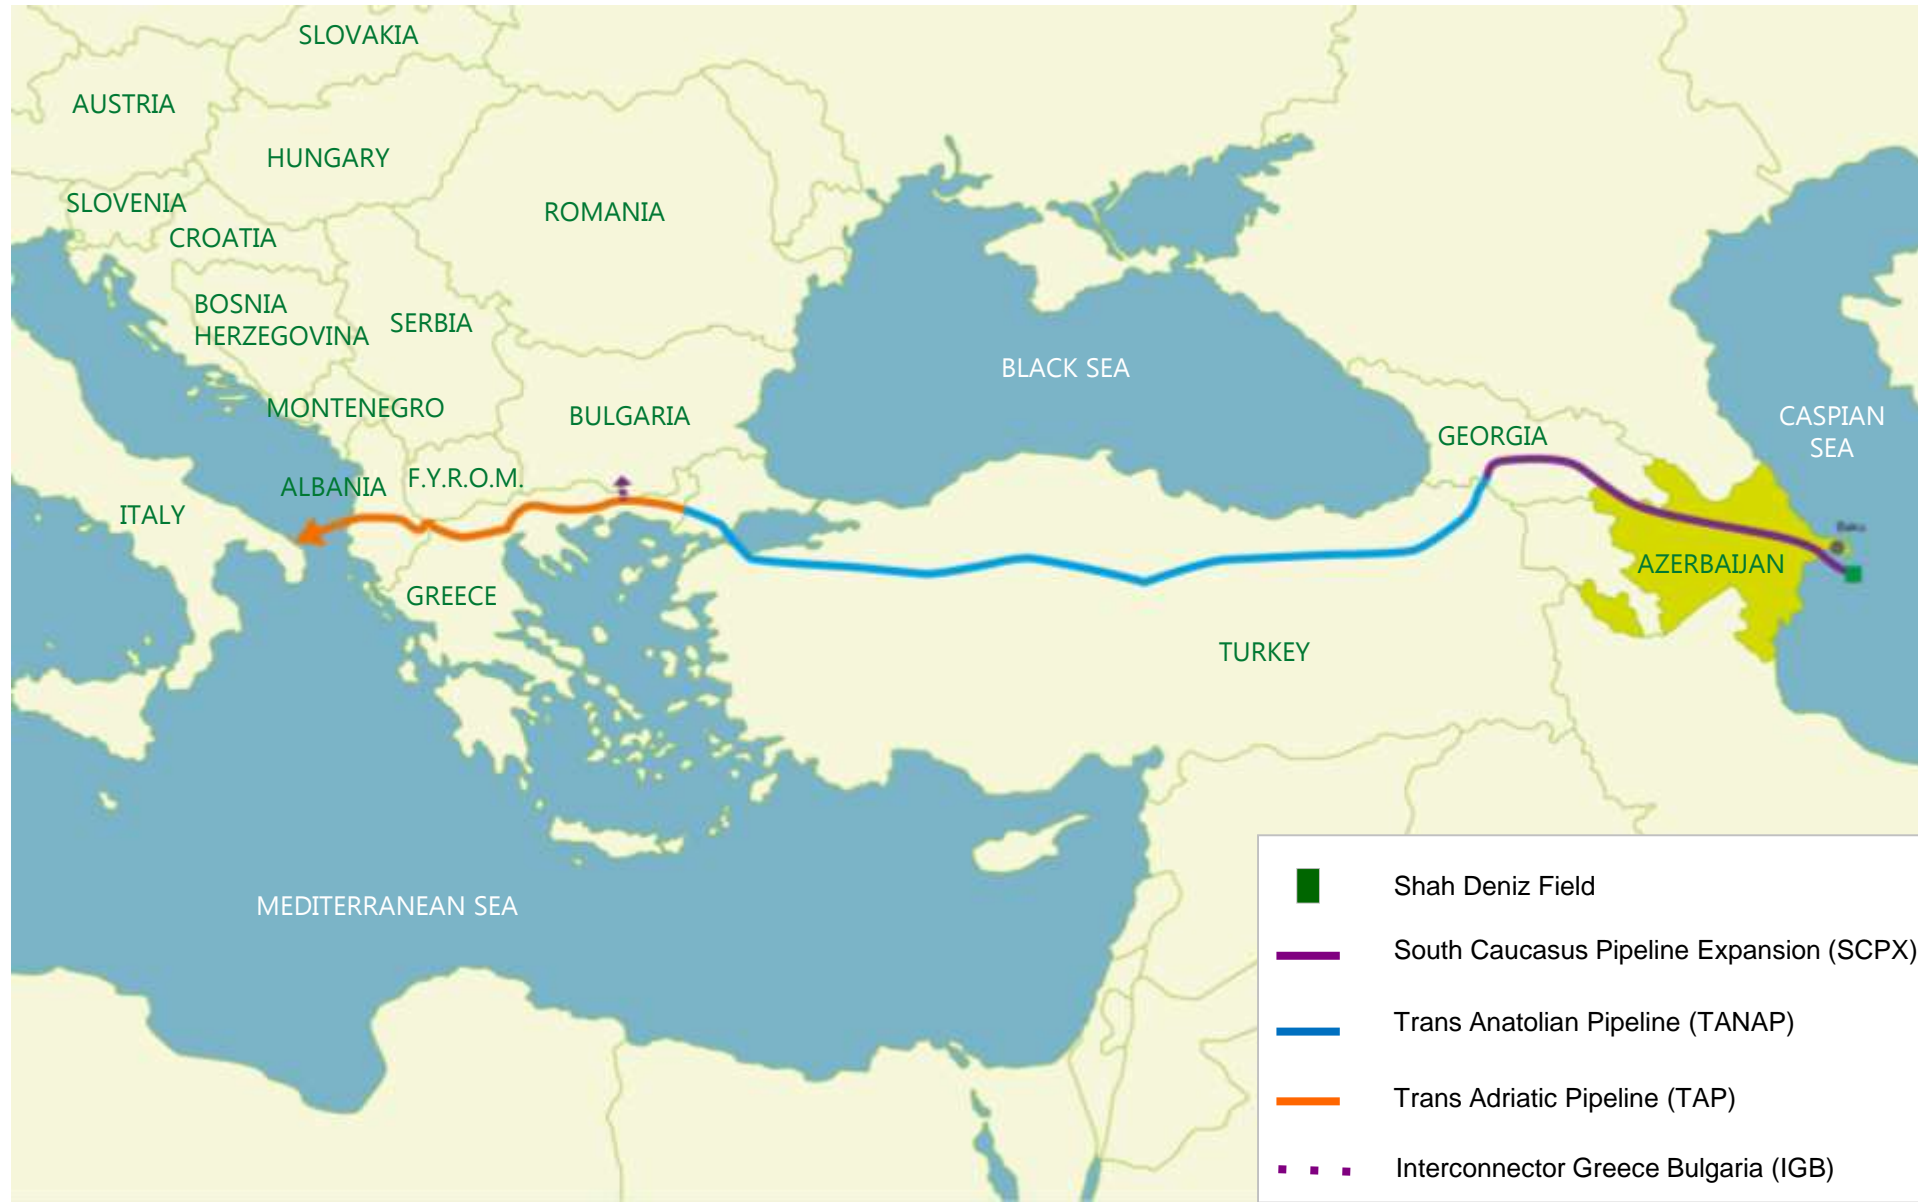 SLOVAKIA
AUSTRIA
HUNGARY
SLOVENIA
ROMANIA
CROATIA
BOSNIA
HERZEGOVINA
SERBIA
BLACK SEA
MONTENEGRO
BULGARIA
CASPIAN
SEA
GEORGIA
ALBANIA
F.Y.R.O.M.
ITALY
Baku
AZERBAIJAN
GREECE
TURKEY
MEDITERRANEAN SEA
Shah Deniz Field
South Caucasus Pipeline Expansion (SCPX)
Trans Anatolian Pipeline (TANAP)
Trans Adriatic Pipeline (TAP)
Interconnector Greece Bulgaria (IGB)